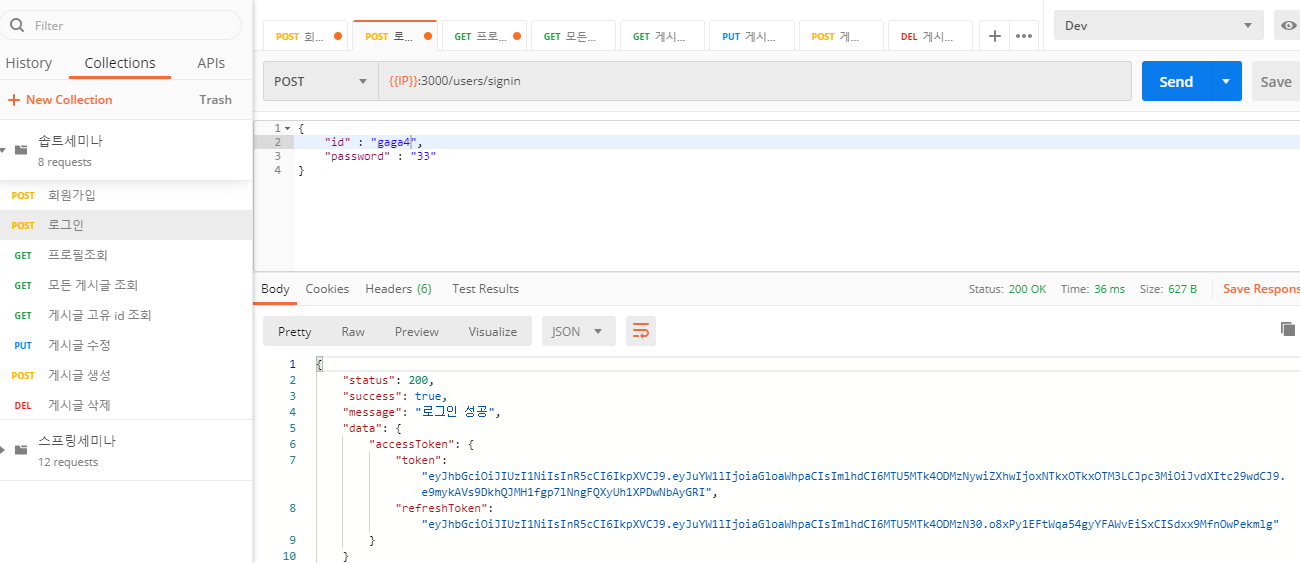 Filter
History Collections APIs
+ New Collection Trash
솝트세미나
8 requests
POST 회원가입
POST 로그인
GET 프로필조회
GET 모든 게시글 조회
GET 게시글 고유 id 조회
PUT 게시글 수정
POST 게시글 생성
DEL 게시글 삭제
스프링세미나
12 requests
POST 회... POST 로... GET 프로... GET 모든... GET 게시... PUT 게시... POST 게... DEL 게시... + ••• Dev
POST {{IP}}:3000/users/signin Send Save
1 {
2 "id" : "gaga4",
3 "password" : "33"
4 }
Body Cookies Headers (6) Test Results Status: 200 OK Time: 36 ms Size: 627 B Save Respons
Pretty Raw Preview Visualize JSON
1 {
2 "status": 200,
3 "success": true,
4 "message": "로그인 성공",
5 "data": {
6 "accessToken": {
7 "token":
"eyJhbGciOiJIUzI1NiIsInR5cCI6IkpXVCJ9.eyJuYW1lIjoiaGloaWhpaCIsImlhdCI6MTU5MTk4ODMzNywiZXhwIjoxNTkxOTkxOTM3LCJpc3MiOiJvdXItc29wdCJ9.
e9mykAVs9DkhQJMH1fgp7lNngFQXyUh1XPDwNbAyGRI",
8 "refreshToken":
"eyJhbGciOiJIUzI1NiIsInR5cCI6IkpXVCJ9.eyJuYW1lIjoiaGloaWhpaCIsImlhdCI6MTU5MTk4ODMzN30.o8xPy1EFtWqa54gyYFAWvEiSxCISdxx9MfnOwPekmlg"
9 }
10 }